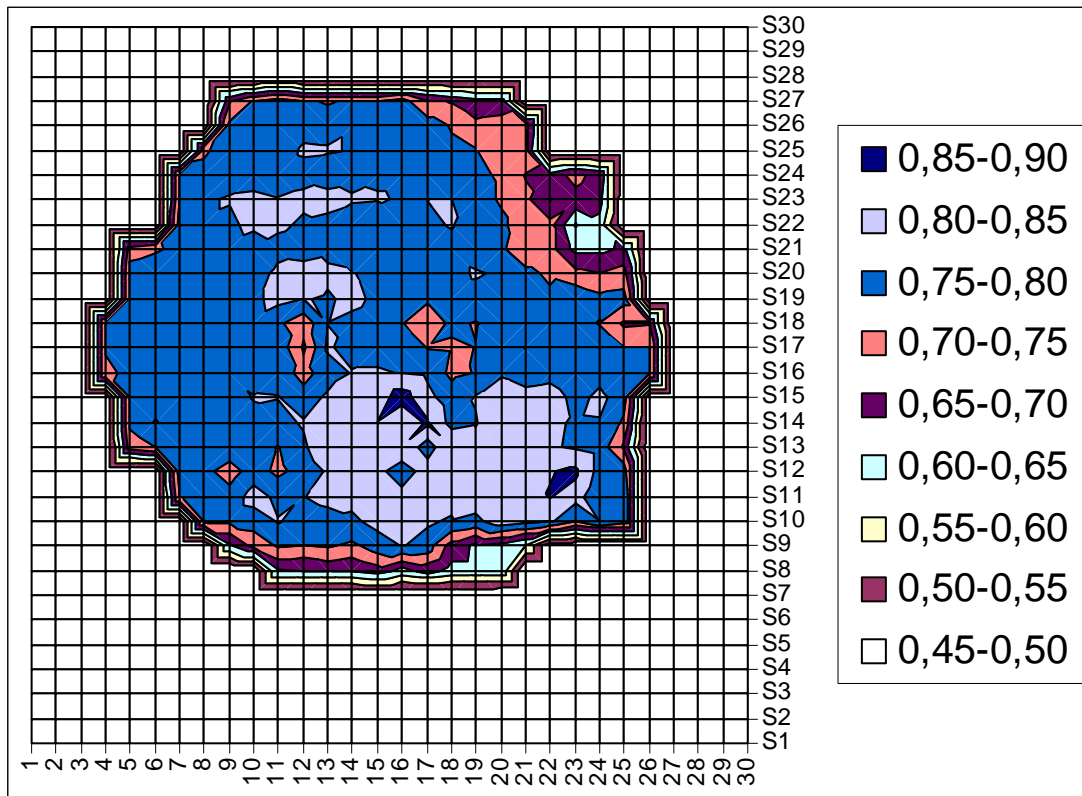 S30
S29
S28
S27
S26
S25
S24
S23
S22
S21
S20
S19
S18
S17
S16
S15
S14
S13
S12
S11
S10
S9
S8
S7
S6
S5
S4
S3
S2
S1
1 2 3 4 5 6 7 8 9 10 11 12 13 14 15 16 17 18 19 20 21 22 23 24 25 26 27 28 29 30
0,85-0,90
0,80-0,85
0,75-0,80
0,70-0,75
0,65-0,70
0,60-0,65
0,55-0,60
0,50-0,55
0,45-0,50